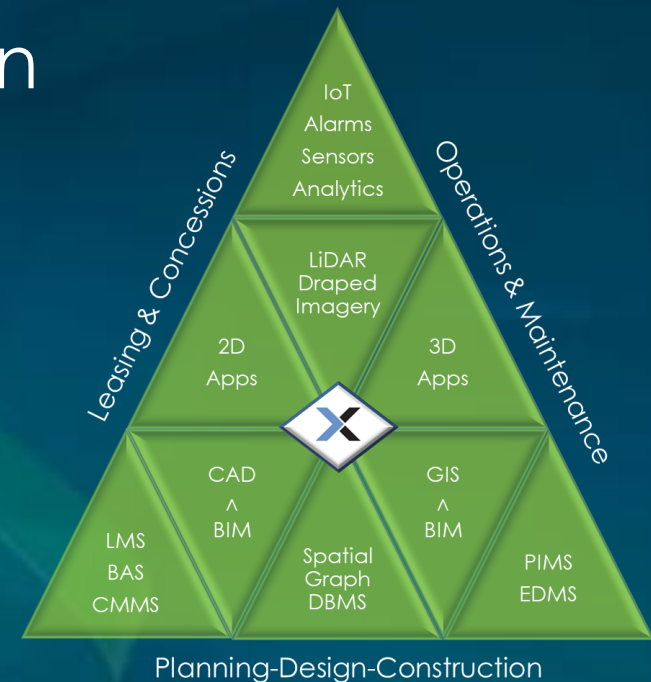 n
IoT
Alarms
Sensors
Analytics
Leasing & Concessions
Operations & Maintenance
LiDAR
Draped
Imagery
2D
Apps
3D
Apps
LMS
BAS
CMMS
CAD
^
BIM
Spatial
Graph
DBMS
GIS
^
BIM
PIMS
EDMS
Planning-Design-Construction